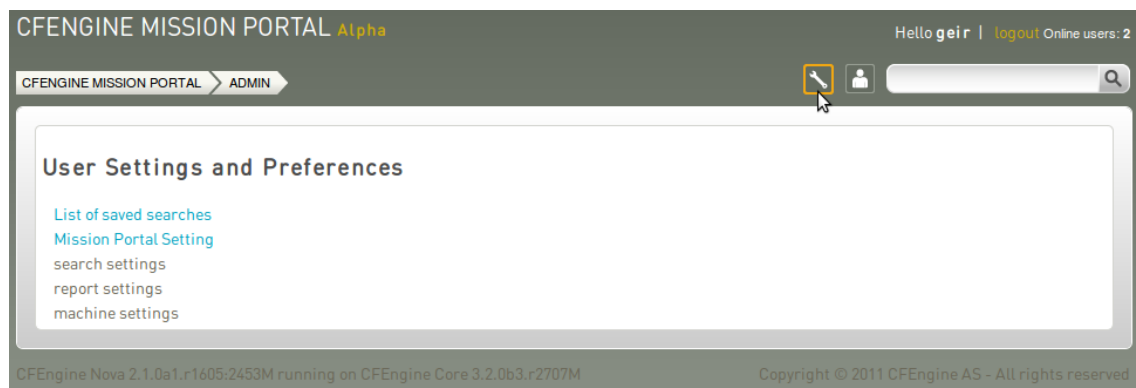 CFENGINE MISSION PORTAL Alpha
Hello geir | logout Online users: 2
CFENGINE MISSION PORTAL ADMIN
User Settings and Preferences
List of saved searches
Mission Portal Setting
search settings
report settings
machine settings
CFEngine Nova 2.1.0a1.r1605:2453M running on CFEngine Core 3.2.0b3.r2707M
Copyright © 2011 CFEngine AS - All rights reserved